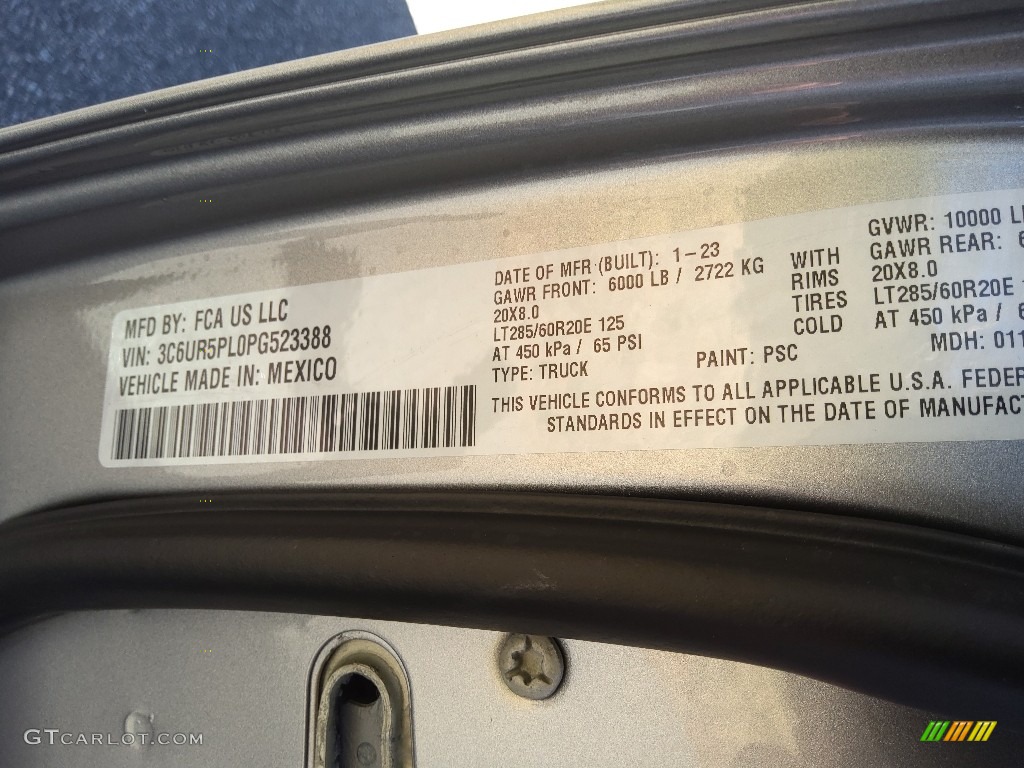 MFD BY: FCA US LLC
VIN: 3C6UR5PL0PG523388
VEHICLE MADE IN: MEXICO
DATE OF MFR (BUILT): 1-23
GAWR FRONT: 6000 LB / 2722 KG
20X8.0
LT285/60R20E 125
AT 450 kPa / 65 PSI
TYPE: TRUCK
PAINT: PSC
WITH
RIMS
TIRES
COLD
GVWR: 10000 L
GAWR REAR: 6
20X8.0
LT285/60R20E 1
AT 450 kPa / 6
MDH: 011
THIS VEHICLE CONFORMS TO ALL APPLICABLE U.S.A. FEDER
STANDARDS IN EFFECT ON THE DATE OF MANUFACT
GTCARLOT.COM